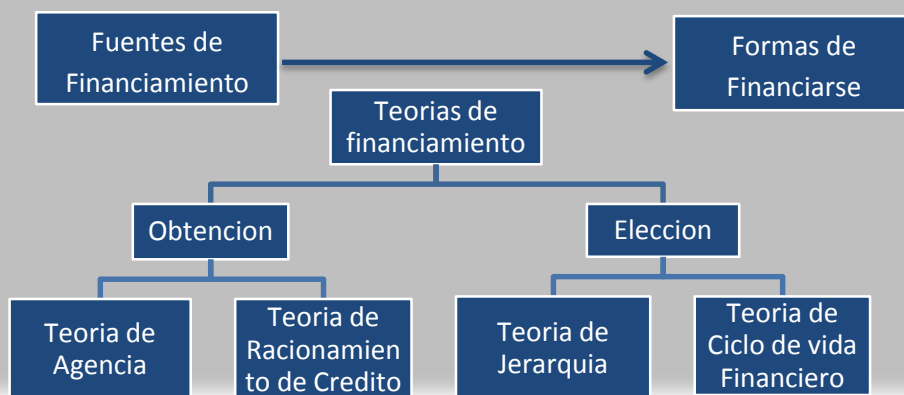 Fuentes de
Financiamiento
Formas de
Financiarse
Teorias de
financiamiento
Obtencion
Eleccion
Teoria de
Agencia
Teoria de
Racionamien
to de Credito
Teoria de
Jerarquia
Teoria de
Ciclo de vida
Financiero